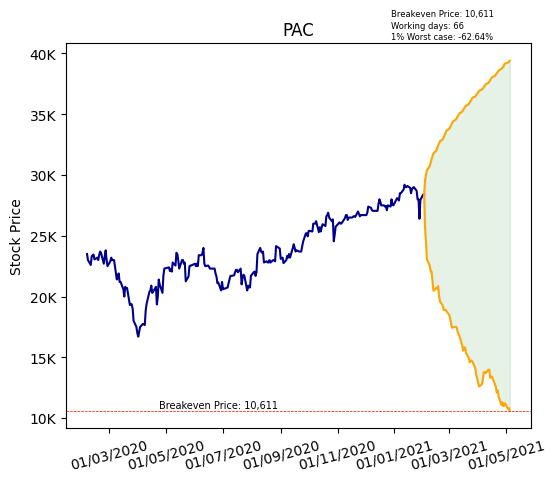 Breakeven Price: 10,611
Working days: 66
1% Worst case: -62.64%
PAC
Stock Price
40K
35K
30K
25K
20K
15K
10K
Breakeven Price: 10,611
01/03/2020
01/05/2020
01/07/2020
01/09/2020
01/11/2020
01/01/2021
01/03/2021
01/05/2021